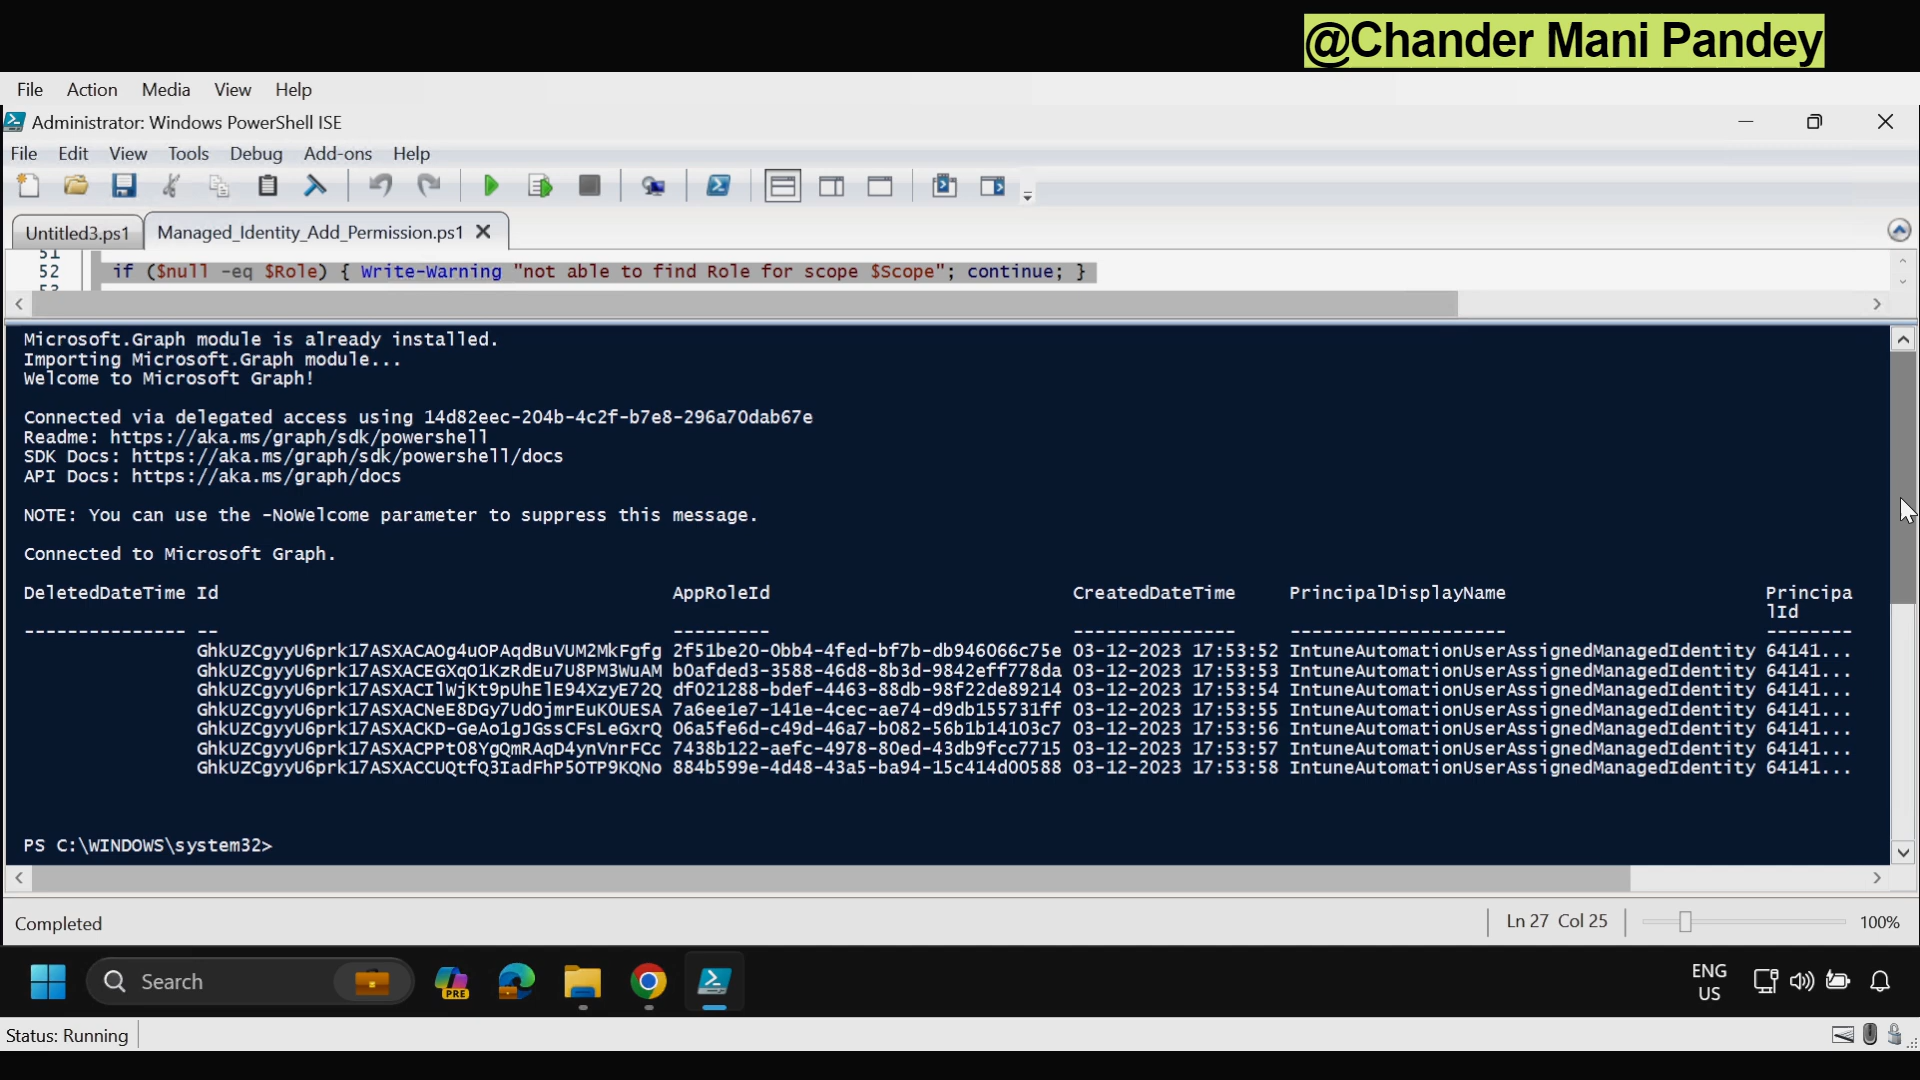 @Chander Mani Pandey
File Action Media View Help
Administrator: Windows PowerShell ISE
File Edit View Tools Debug Add-ons Help
Untitled3.ps1 Managed_Identity_Add_Permission.ps1
51
52 if ($null -eq $Role) { Write-Warning "not able to find Role for scope $Scope"; continue; }
53
Microsoft.Graph module is already installed.
Importing Microsoft.Graph module...
Welcome to Microsoft Graph!
Connected via delegated access using 14d82eec-204b-4c2f-b7e8-296a70dab67e
Readme: https://aka.ms/graph/sdk/powershell
SDK Docs: https://aka.ms/graph/sdk/powershell/docs
API Docs: https://aka.ms/graph/docs
NOTE: You can use the -NoWelcome parameter to suppress this message.
Connected to Microsoft Graph.
DeletedDateTime Id AppRoleId CreatedDateTime PrincipalDisplayName Principa
lId
--------------- -- --------- --------------- -------------------- --------
GhkUZCgyyU6prk17ASXACAOg4uOPAqdBuVUM2MkFgfg 2f51be20-0bb4-4fed-bf7b-db946066c75e 03-12-2023 17:53:52 IntuneAutomationUserAssignedManagedIdentity 64141...
GhkUZCgyyU6prk17ASXACEGXqO1KzRdEu7U8PM3WuAM b0afded3-3588-46d8-8b3d-9842eff778da 03-12-2023 17:53:53 IntuneAutomationUserAssignedManagedIdentity 64141...
GhkUZCgyyU6prk17ASXACIlWjKt9pUhElE94XzyE72Q df021288-bdef-4463-88db-98f22de89214 03-12-2023 17:53:54 IntuneAutomationUserAssignedManagedIdentity 64141...
GhkUZCgyyU6prk17ASXACNeE8DGy7UdOjmrEuK0UESA 7a6ee1e7-141e-4cec-ae74-d9db155731ff 03-12-2023 17:53:55 IntuneAutomationUserAssignedManagedIdentity 64141...
GhkUZCgyyU6prk17ASXACKD-GeAo1gJGssCFsLeGxrQ 06a5fe6d-c49d-46a7-b082-56b1b14103c7 03-12-2023 17:53:56 IntuneAutomationUserAssignedManagedIdentity 64141...
GhkUZCgyyU6prk17ASXACPPt08YgQmRAqD4ynVnrFCc 7438b122-aefc-4978-80ed-43db9fcc7715 03-12-2023 17:53:57 IntuneAutomationUserAssignedManagedIdentity 64141...
GhkUZCgyyU6prk17ASXACCUQtfQ3IadFhP5OTP9KQNo 884b599e-4d48-43a5-ba94-15c414d00588 03-12-2023 17:53:58 IntuneAutomationUserAssignedManagedIdentity 64141...
PS C:\WINDOWS\system32>
Completed Ln 27 Col 25 100%
Search PRE ENG
US
Status: Running